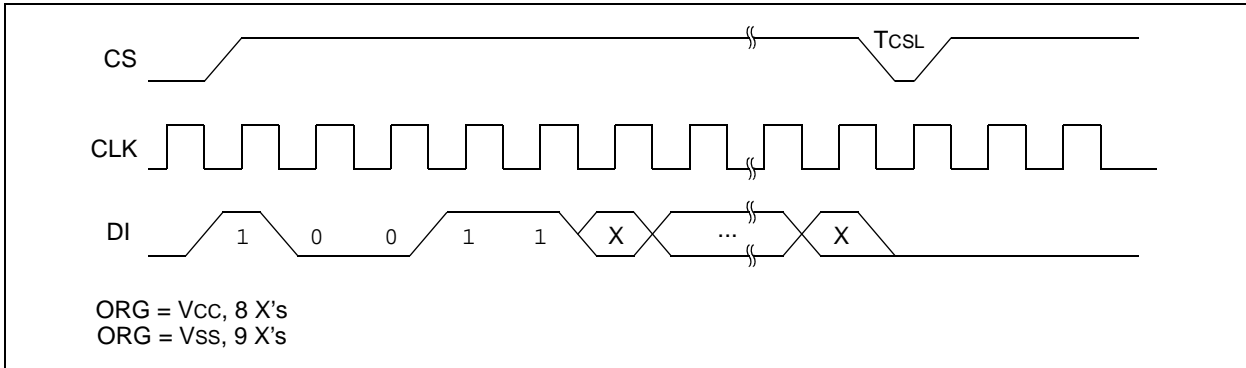 CS TCSL
CLK
DI 1 0 0 1 1 X ... X
ORG = VCC, 8 X's
ORG = VSS, 9 X's